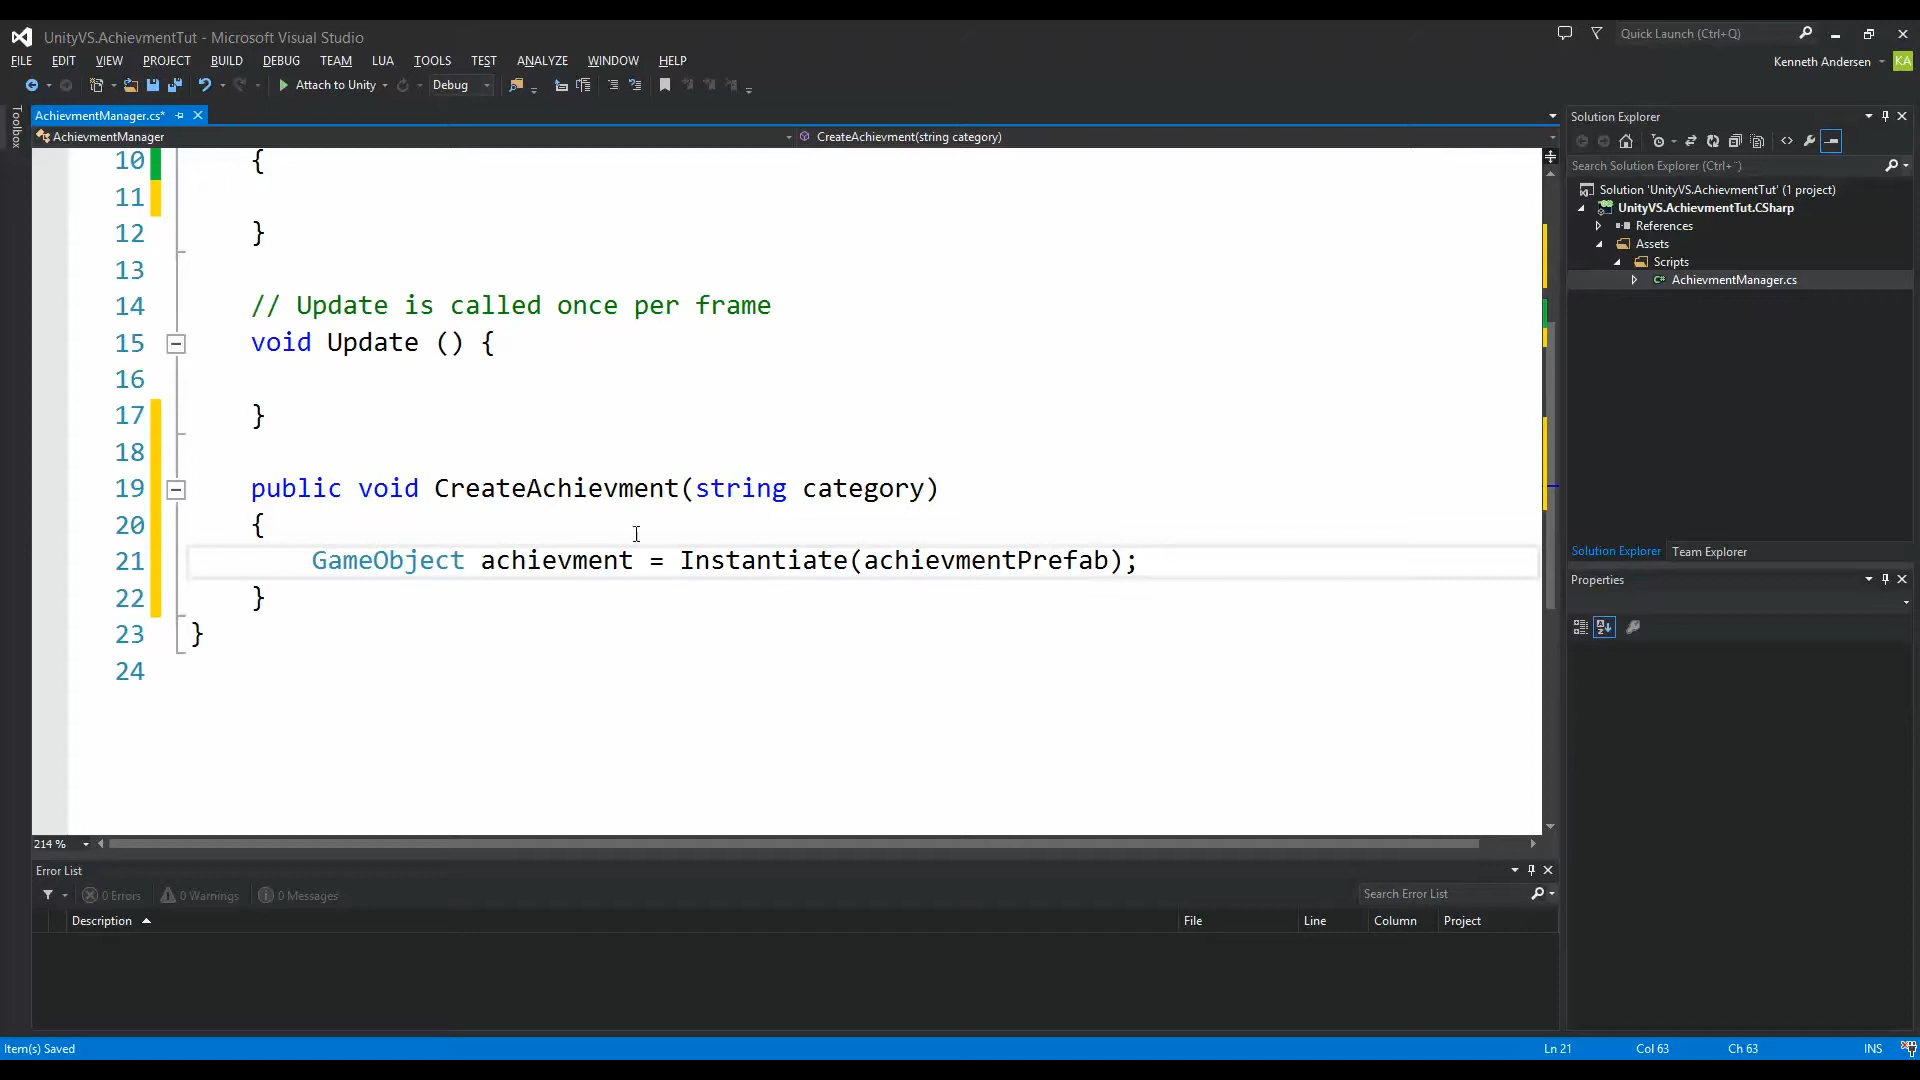 UnityVS.AchievmentTut - Microsoft Visual Studio
Quick Launch (Ctrl+Q)
FILE EDIT VIEW PROJECT BUILD DEBUG TEAM LUA TOOLS TEST ANALYZE WINDOW HELP
Kenneth Andersen KA
Attach to Unity Debug
Toolbox
AchievmentManager.cs*
AchievmentManager CreateAchievment(string category)
10 {
11
12 }
13
14 // Update is called once per frame
15 void Update () {
16
17 }
18
19 public void CreateAchievment(string category)
20 {
21 GameObject achievment = Instantiate(achievmentPrefab);
22 }
23 }
24
214 %
Solution Explorer
Search Solution Explorer (Ctrl+¨)
Solution 'UnityVS.AchievmentTut' (1 project)
UnityVS.AchievmentTut.CSharp
References
Assets
Scripts
C# AchievmentManager.cs
Solution Explorer Team Explorer
Properties
Error List
0 Errors 0 Warnings 0 Messages
Search Error List
Description File Line Column Project
Item(s) Saved Ln 21 Col 63 Ch 63 INS